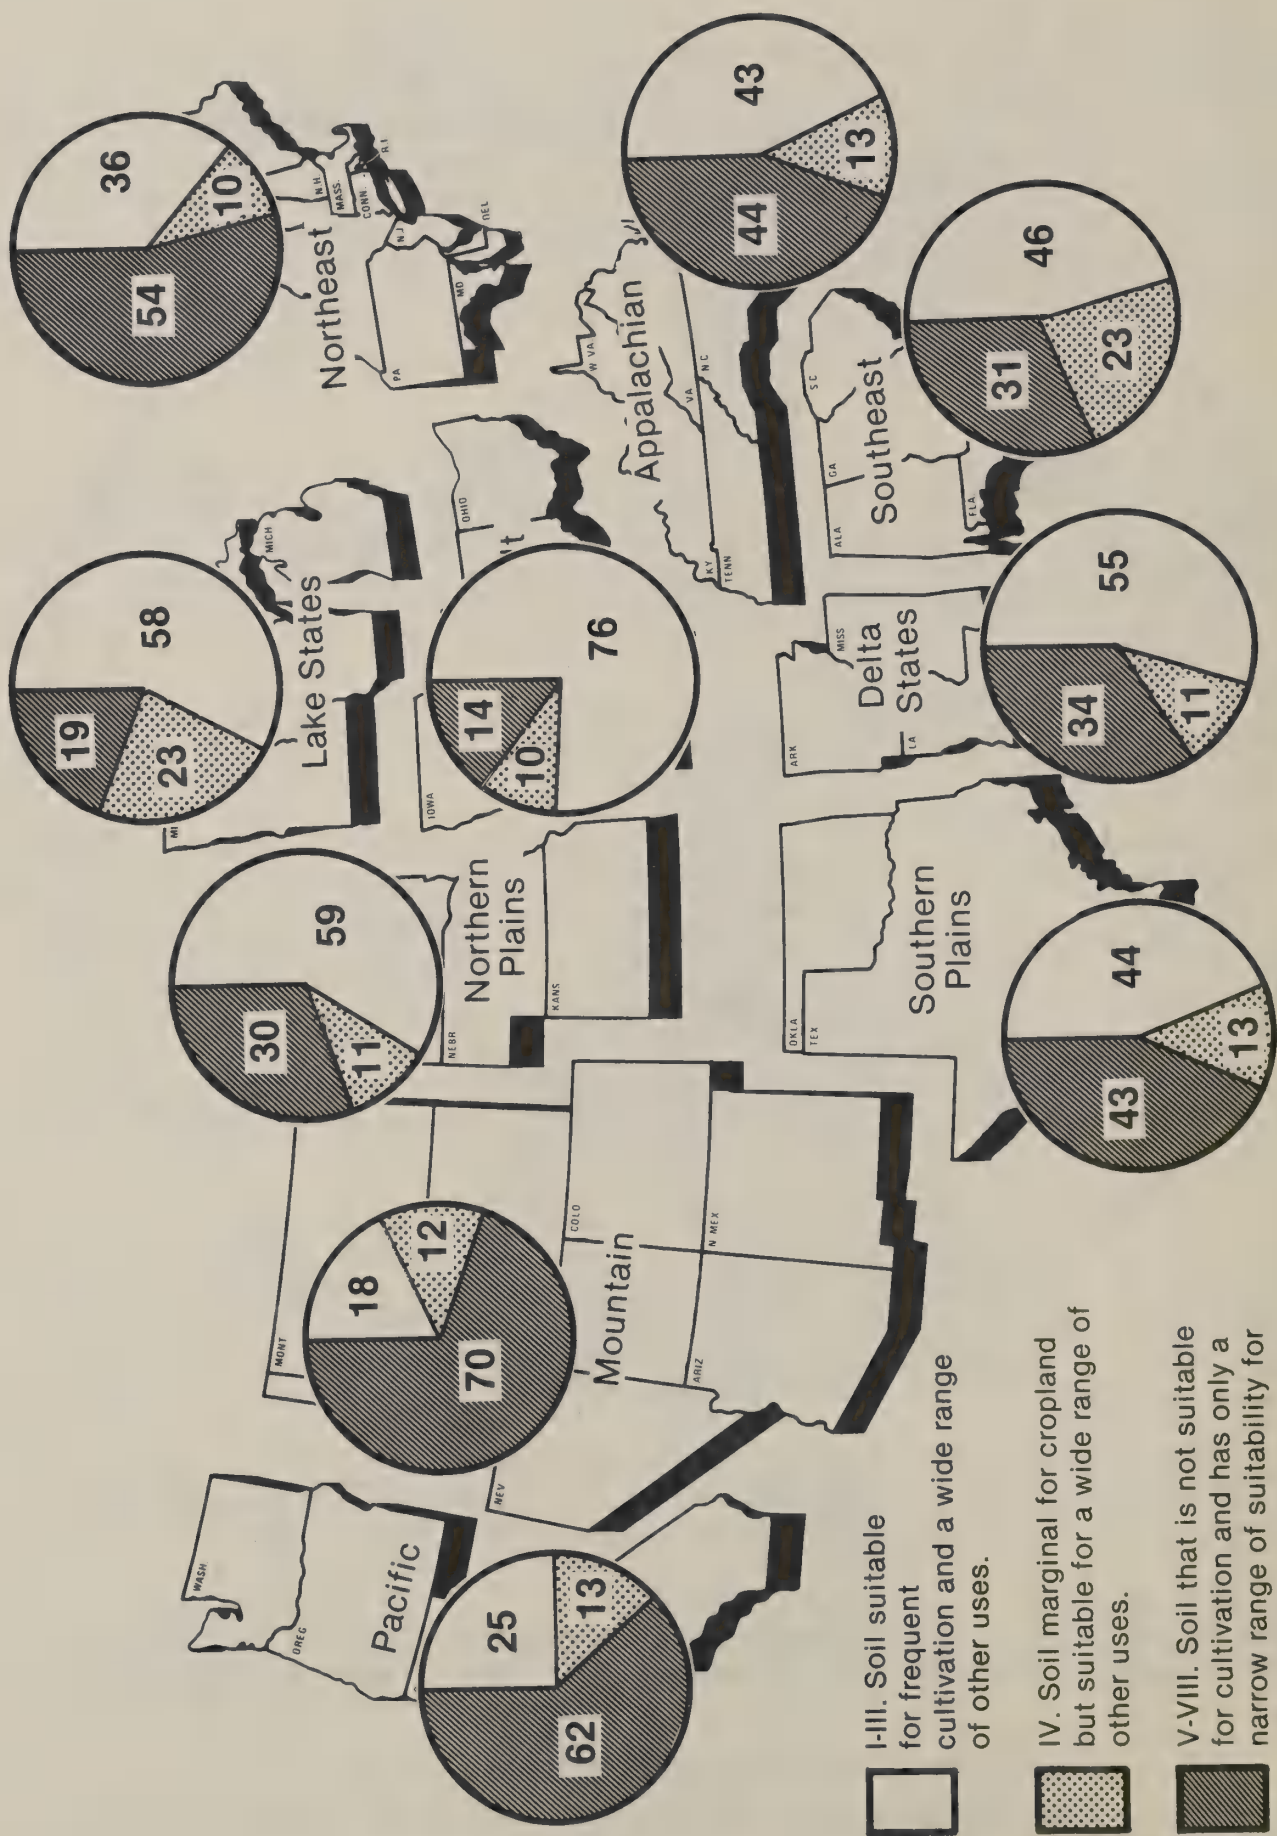 WASH
OREG
Pacific
25
13
62
MONT
NEV
18
12
70
COLO
Mountain
ARIZ
N MEX
59
30
11
NEBR
Northern
Plains
KANS
58
19
23
MICH
Lake States
IOWA
OHIO
76
14
10
36
10
54
Northeast
N.H.
MASS.
CONN.
R.I.
N.J.
PA
MD
DEL
43
44
13
W VA
Appalachian
VA
KY
TENN
N.C.
46
31
23
S C
GA
ALA
FLA
Southeast
ARK
MISS
LA
Delta
States
55
34
11
OKLA
TEX
Southern
Plains
44
43
13
I-III. Soil suitable
for frequent
cultivation and a wide range
of other uses.
IV. Soil marginal for cropland
but suitable for a wide range of
other uses.
V-VIII. Soil that is not suitable
for cultivation and has only a
narrow range of suitability for